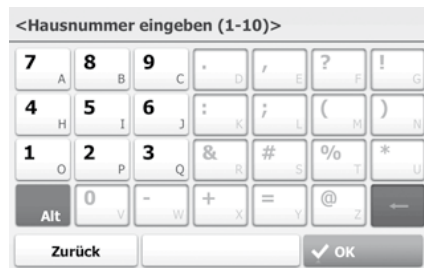 <Hausnummer eingeben (1-10)>
7 A 8 B 9 C . D , E ? F ! G
4 H 5 I 6 J : K ; L ( M ) N
1 O 2 P 3 Q & R # S % T * U
Alt 0 V - W + X = Y @ Z ←
Zurück ✓ OK